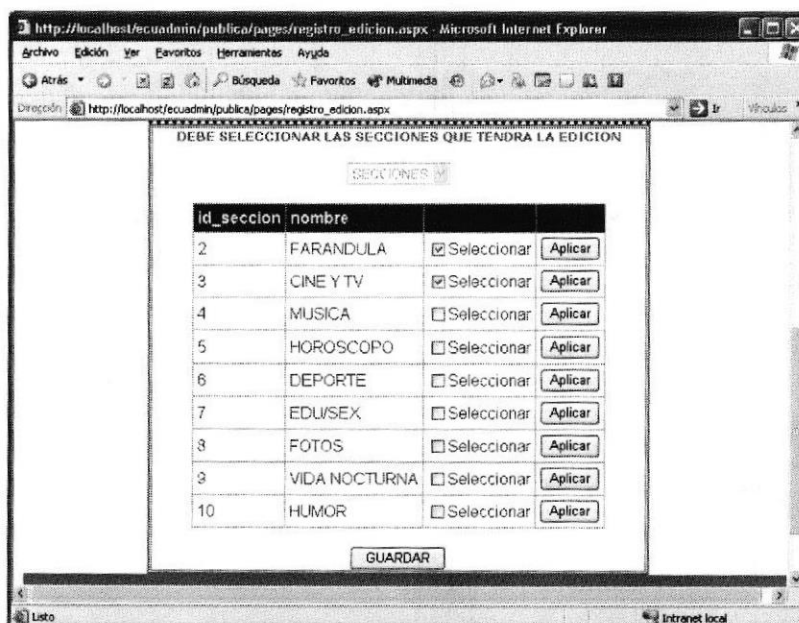 http://localhost/ecuadmin/publica/pages/registro_edicion.aspx - Microsoft Internet Explorer
Archivo Edición Ver Favoritos Herramientas Ayuda
Atrás Búsqueda Favoritos Multimedia
Dirección http://localhost/ecuadmin/publica/pages/registro_edicion.aspx Ir Vínculos
DEBE SELECCIONAR LAS SECCIONES QUE TENDRA LA EDICION
SECCIONES
id_seccion nombre
2 FARANDULA Seleccionar Aplicar
3 CINE Y TV Seleccionar Aplicar
4 MUSICA Seleccionar Aplicar
5 HOROSCOPO Seleccionar Aplicar
6 DEPORTE Seleccionar Aplicar
7 EDU/SEX Seleccionar Aplicar
8 FOTOS Seleccionar Aplicar
9 VIDA NOCTURNA Seleccionar Aplicar
10 HUMOR Seleccionar Aplicar
GUARDAR
Listo Intranet local